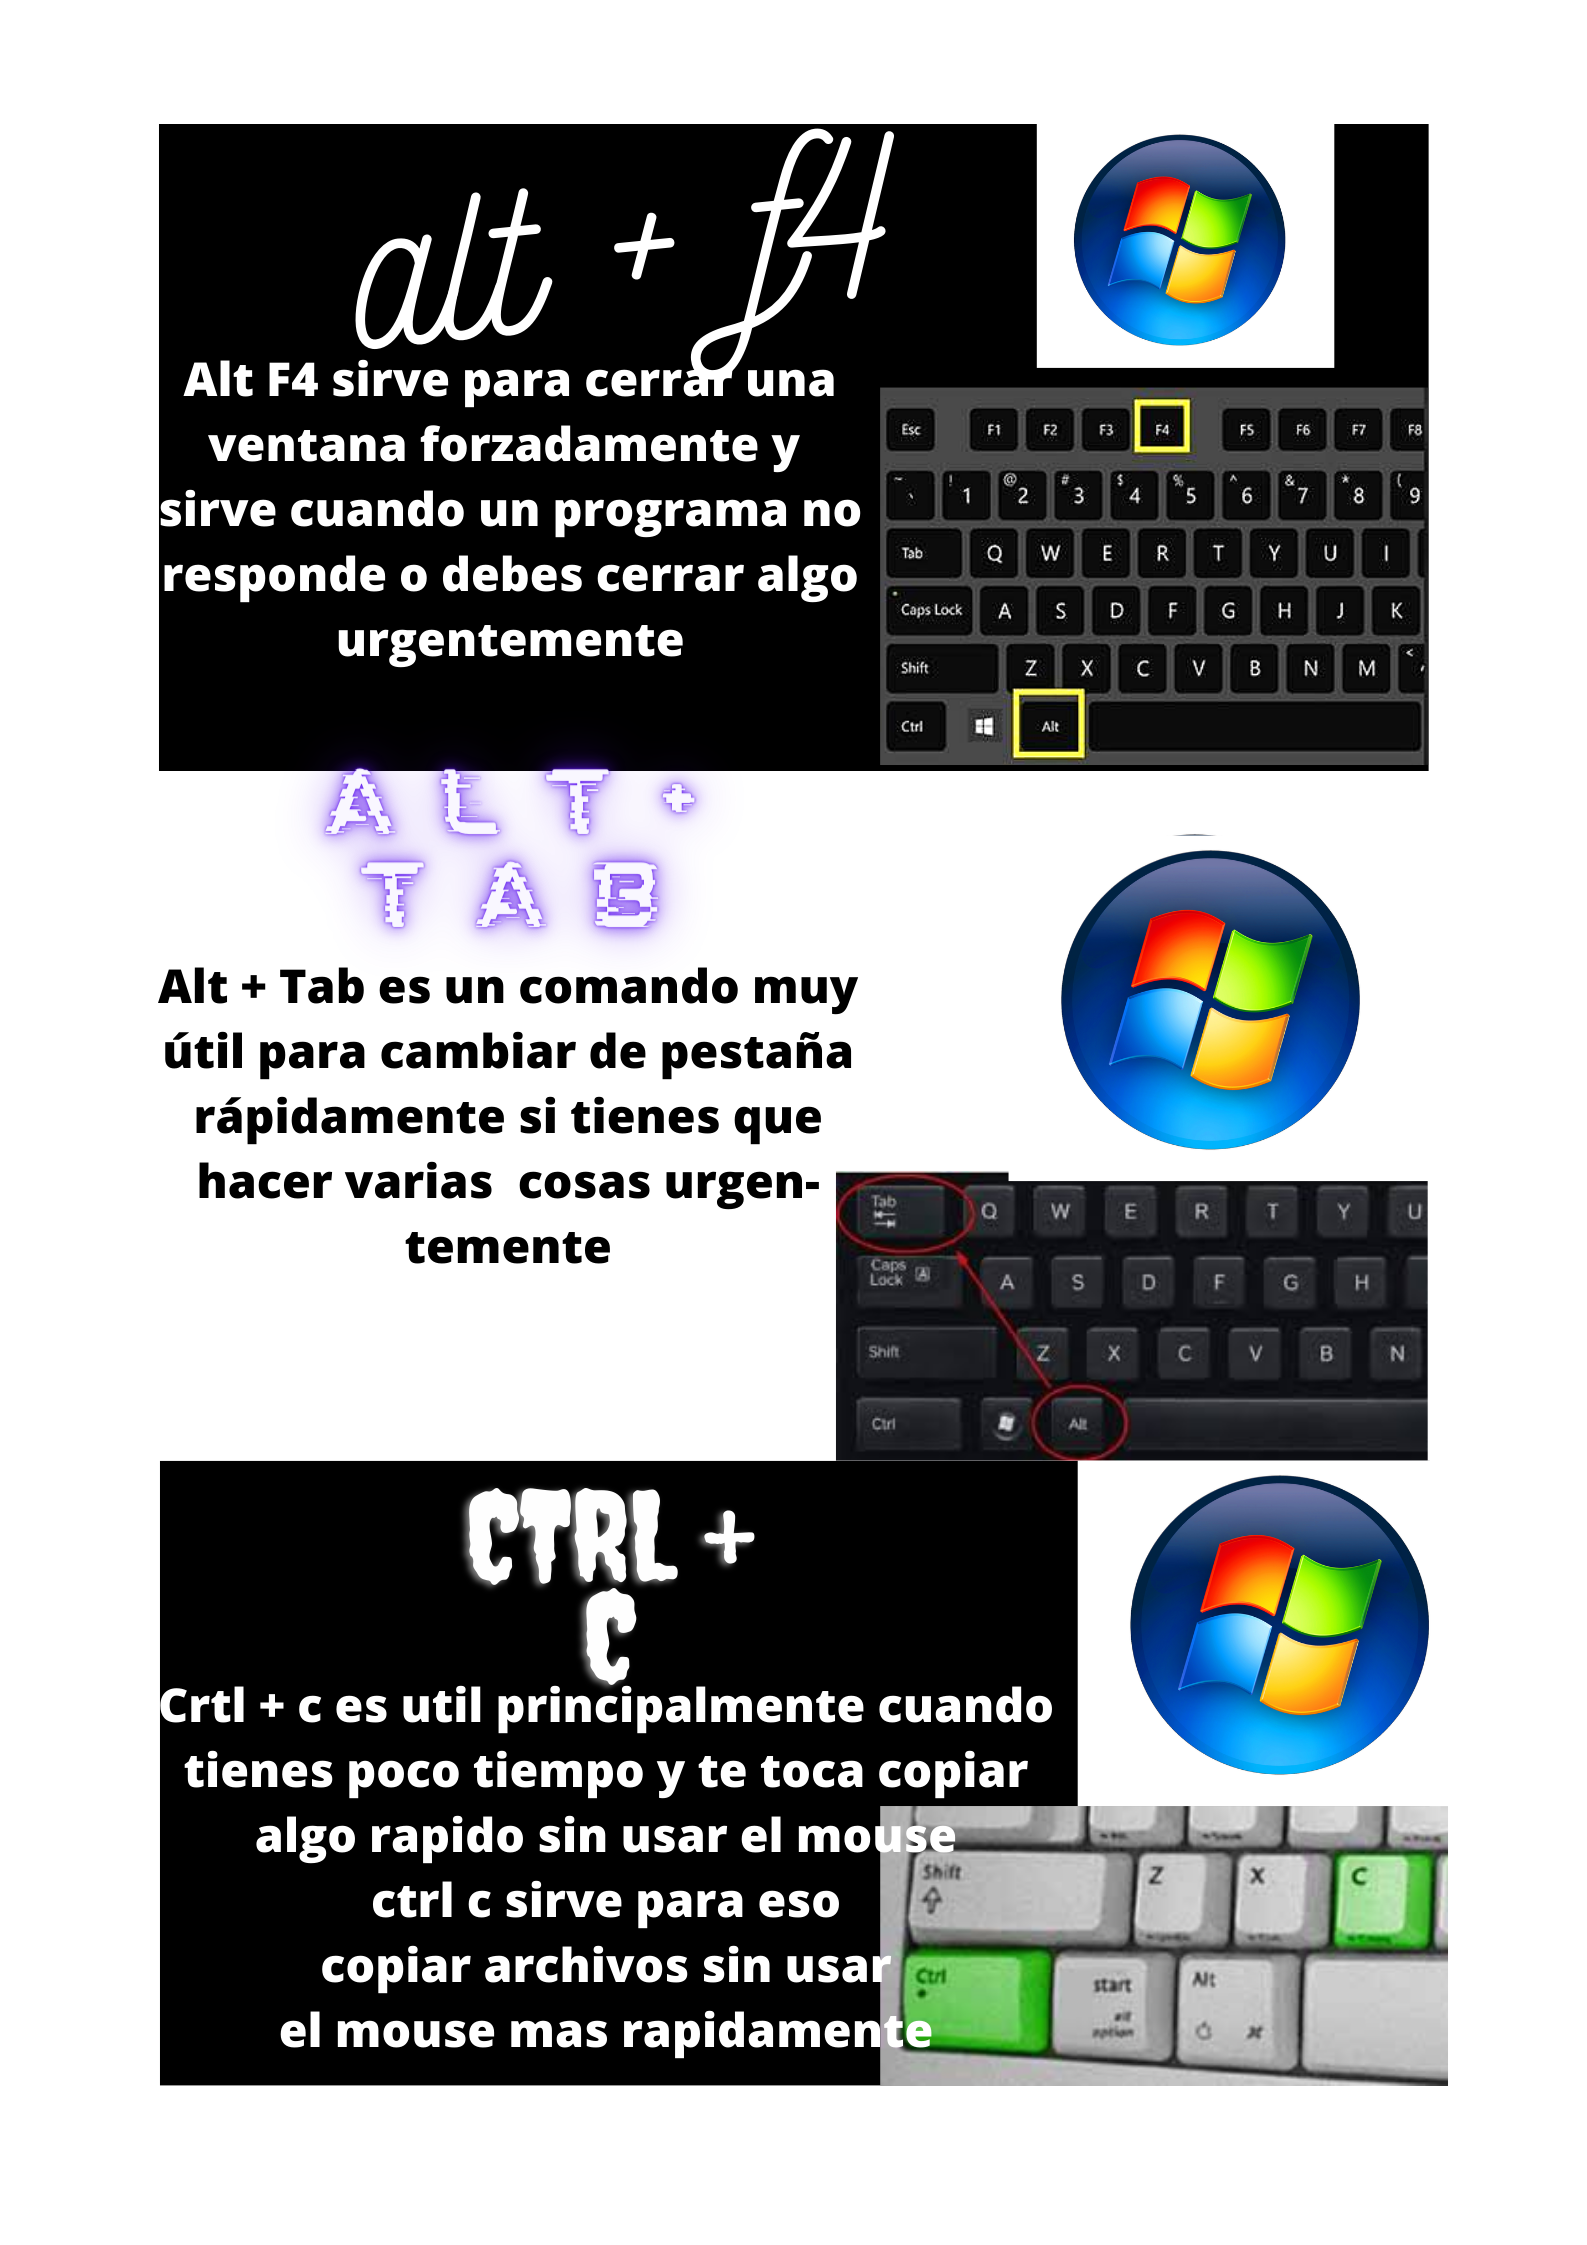 alt + f4
Alt F4 sirve para cerrar una
ventana forzadamente y
sirve cuando un programa no
responde o debes cerrar algo
urgentemente
Esc F1 F2 F3 F4 F5 F6 F7 F8
~ ` ! 1 @ 2 # 3 $ 4 % 5 ^ 6 & 7 * 8 ( 9
Tab Q W E R T Y U I
Caps Lock A S D F G H J K
Shift Z X C V B N M <
Ctrl Alt
ALT +
TAB
Alt + Tab es un comando muy
útil para cambiar de pestaña
rápidamente si tienes que
hacer varias  cosas urgen-
temente
Tab Q W E R T Y U
Caps Lock A A S D F G H
Shift Z X C V B N
Ctrl Alt
CTRL +
C
Crtl + c es util principalmente cuando
tienes poco tiempo y te toca copiar
algo rapido sin usar el mouse
ctrl c sirve para eso
copiar archivos sin usar
el mouse mas rapidamente
Shift Z X C
Ctrl start Alt
alt option